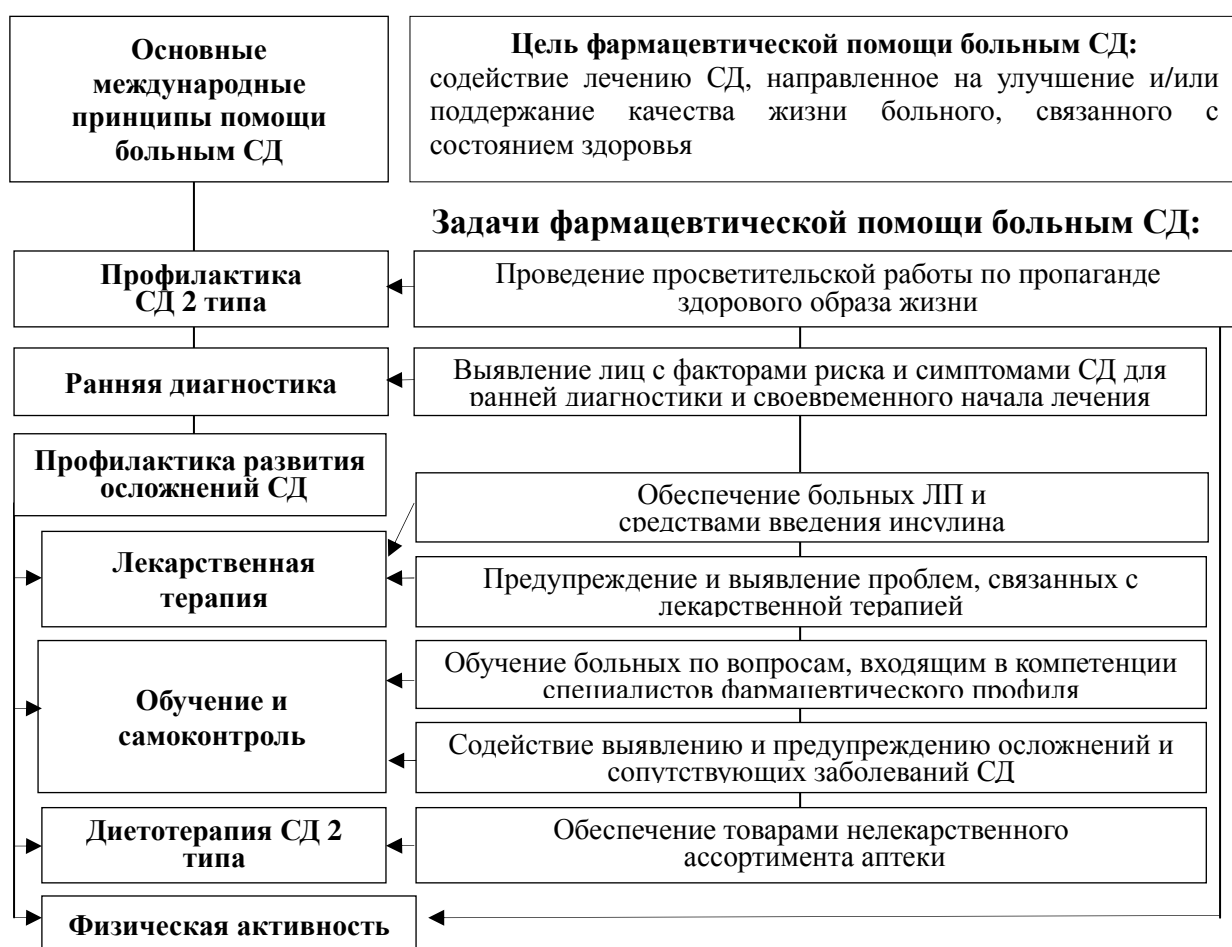 Основные
международные
принципы помощи
больным СД
Цель фармацевтической помощи больным СД:
содействие лечению СД, направленное на улучшение и/или
поддержание качества жизни больного, связанного с
состоянием здоровья
Задачи фармацевтической помощи больным СД:
Профилактика
СД 2 типа
Проведение просветительской работы по пропаганде
здорового образа жизни
Ранняя диагностика
Выявление лиц с факторами риска и симптомами СД для
ранней диагностики и своевременного начала лечения
Профилактика развития
осложнений СД
Обеспечение больных ЛП и
средствами введения инсулина
Лекарственная
терапия
Предупреждение и выявление проблем, связанных с
лекарственной терапией
Обучение и
самоконтроль
Обучение больных по вопросам, входящим в компетенции
специалистов фармацевтического профиля
Содействие выявлению и предупреждению осложнений и
сопутствующих заболеваний СД
Диетотерапия СД 2
типа
Обеспечение товарами нелекарственного
ассортимента аптеки
Физическая активность